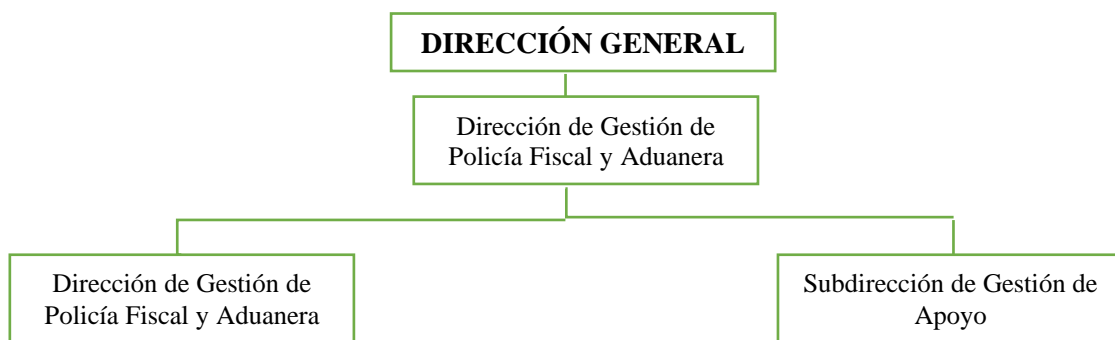 DIRECCIÓN GENERAL
Dirección de Gestión de
Policía Fiscal y Aduanera
Dirección de Gestión de
Policía Fiscal y Aduanera
Subdirección de Gestión de
Apoyo